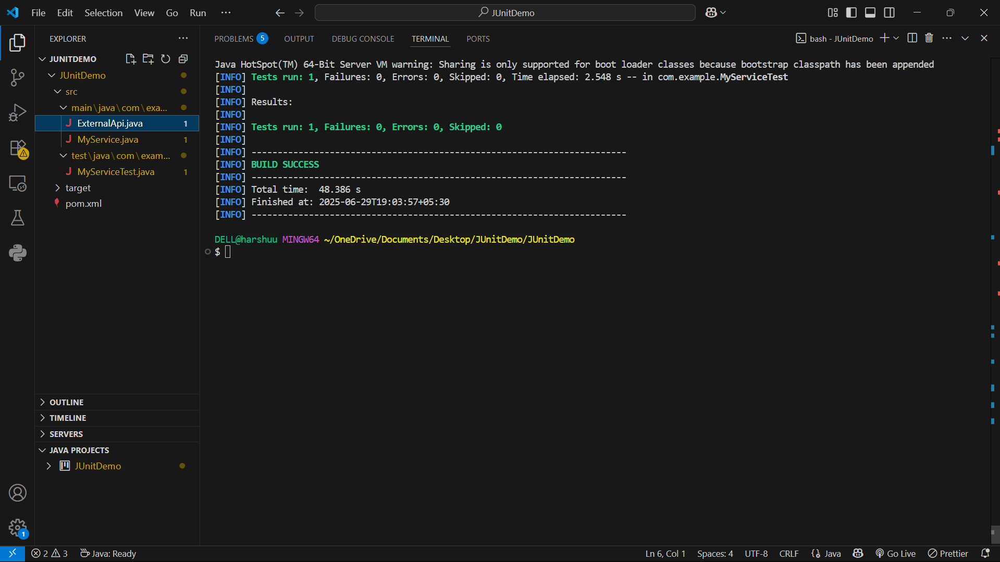 File Edit Selection View Go Run ··· JUnitDemo
EXPLORER ···
JUNITDEMO
JUnitDemo
src
main\java\com\exa...
ExternalApi.java 1
MyService.java 1
test\java\com\exam...
MyServiceTest.java 1
target
pom.xml
OUTLINE
TIMELINE
SERVERS
JAVA PROJECTS
JUnitDemo
1
PROBLEMS 5 OUTPUT DEBUG CONSOLE TERMINAL PORTS bash - JUnitDemo ···
Java HotSpot(TM) 64-Bit Server VM warning: Sharing is only supported for boot loader classes because bootstrap classpath has been appended
[INFO] Tests run: 1, Failures: 0, Errors: 0, Skipped: 0, Time elapsed: 2.548 s -- in com.example.MyServiceTest
[INFO]
[INFO] Results:
[INFO]
[INFO] Tests run: 1, Failures: 0, Errors: 0, Skipped: 0
[INFO]
[INFO] ------------------------------------------------------------------------
[INFO] BUILD SUCCESS
[INFO] ------------------------------------------------------------------------
[INFO] Total time:  48.386 s
[INFO] Finished at: 2025-06-29T19:03:57+05:30
[INFO] ------------------------------------------------------------------------
DELL@harshuu MINGW64 ~/OneDrive/Documents/Desktop/JUnitDemo/JUnitDemo
$
2 3 Java: Ready Ln 6, Col 1 Spaces: 4 UTF-8 CRLF Java Go Live Prettier